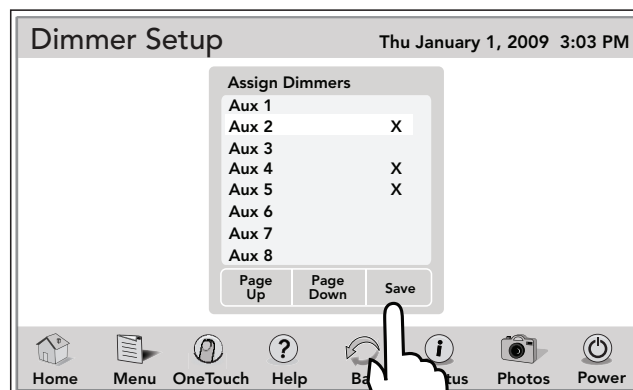 Dimmer Setup
Thu January 1, 2009 3:03 PM
Assign Dimmers
Aux 1
Aux 2 X
Aux 3
Aux 4 X
Aux 5 X
Aux 6
Aux 7
Aux 8
Page Up
Page Down
Save
Home Menu OneTouch Help Ba tus Photos Power